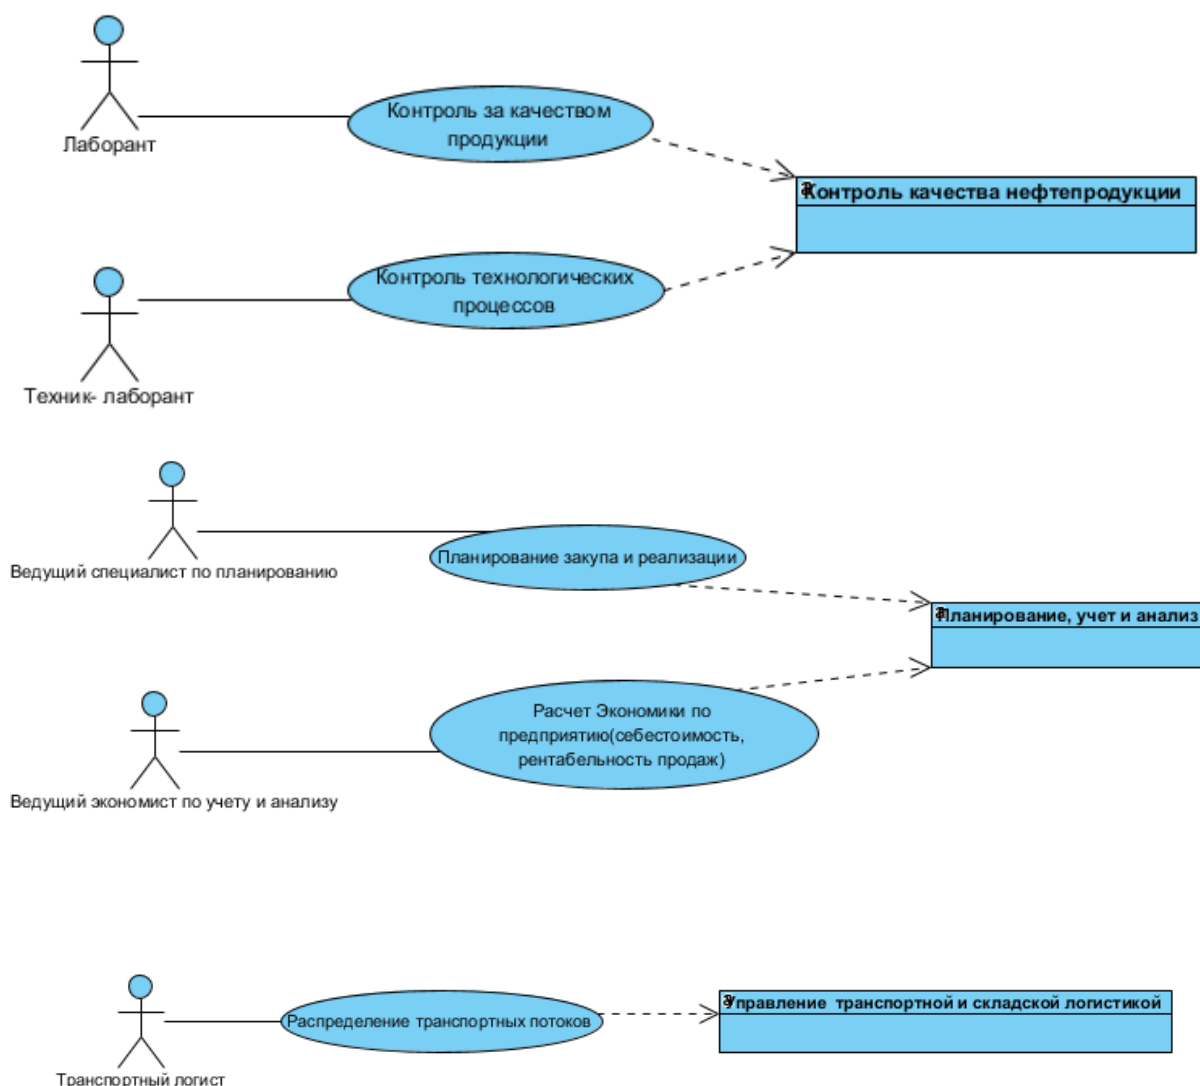 Контроль за качеством
продукции
Лаборант
Контроль качества нефтепродукции
Контроль технологических
процессов
Техник- лаборант
Планирование закупа и реализации
Ведущий специалист по планированию
Планирование, учет и анализ
Расчет Экономики по
предприятию(себестоимость,
рентабельность продаж)
Ведущий экономист по учету и анализу
Управление транспортной и складской логистикой
Распределение транспортных потоков
Транспортный логист